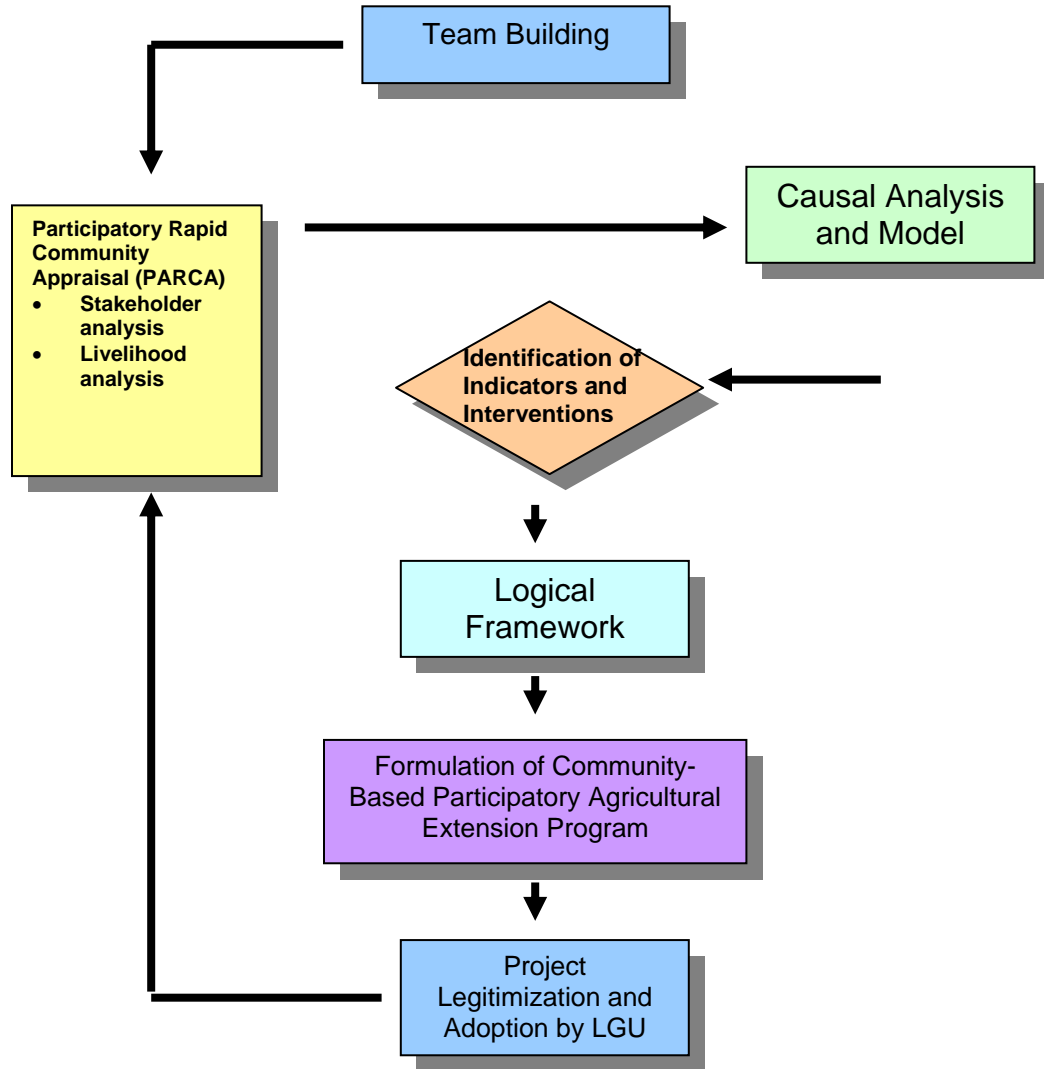 Team Building
Participatory Rapid
Community
Appraisal (PARCA)
• Stakeholder
analysis
• Livelihood
analysis
Causal Analysis
and Model
Identification of
Indicators and
Interventions
Logical
Framework
Formulation of Community-
Based Participatory Agricultural
Extension Program
Project
Legitimization and
Adoption by LGU